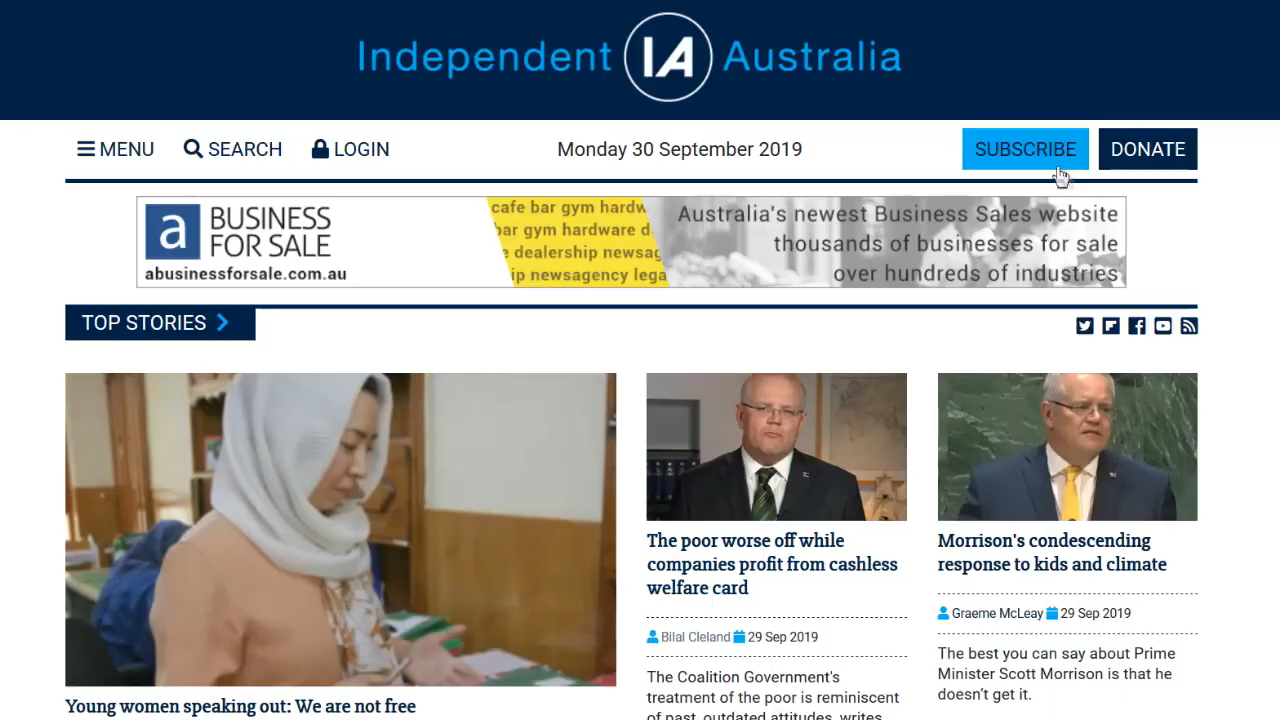 Independent IA Australia
MENU SEARCH LOGIN Monday 30 September 2019 SUBSCRIBE DONATE
a BUSINESS FOR SALE
abusinessforsale.com.au
cafe bar gym hardw
bar gym hardware d
e dealership newsag
ip newsagency lega
Australia's newest Business Sales website
thousands of businesses for sale
over hundreds of industries
TOP STORIES
Young women speaking out: We are not free
The poor worse off while
companies profit from cashless
welfare card
Bilal Cleland 29 Sep 2019
The Coalition Government's
treatment of the poor is reminiscent
of past, outdated attitudes, writes
Morrison's condescending
response to kids and climate
Graeme McLeay 29 Sep 2019
The best you can say about Prime
Minister Scott Morrison is that he
doesn't get it.